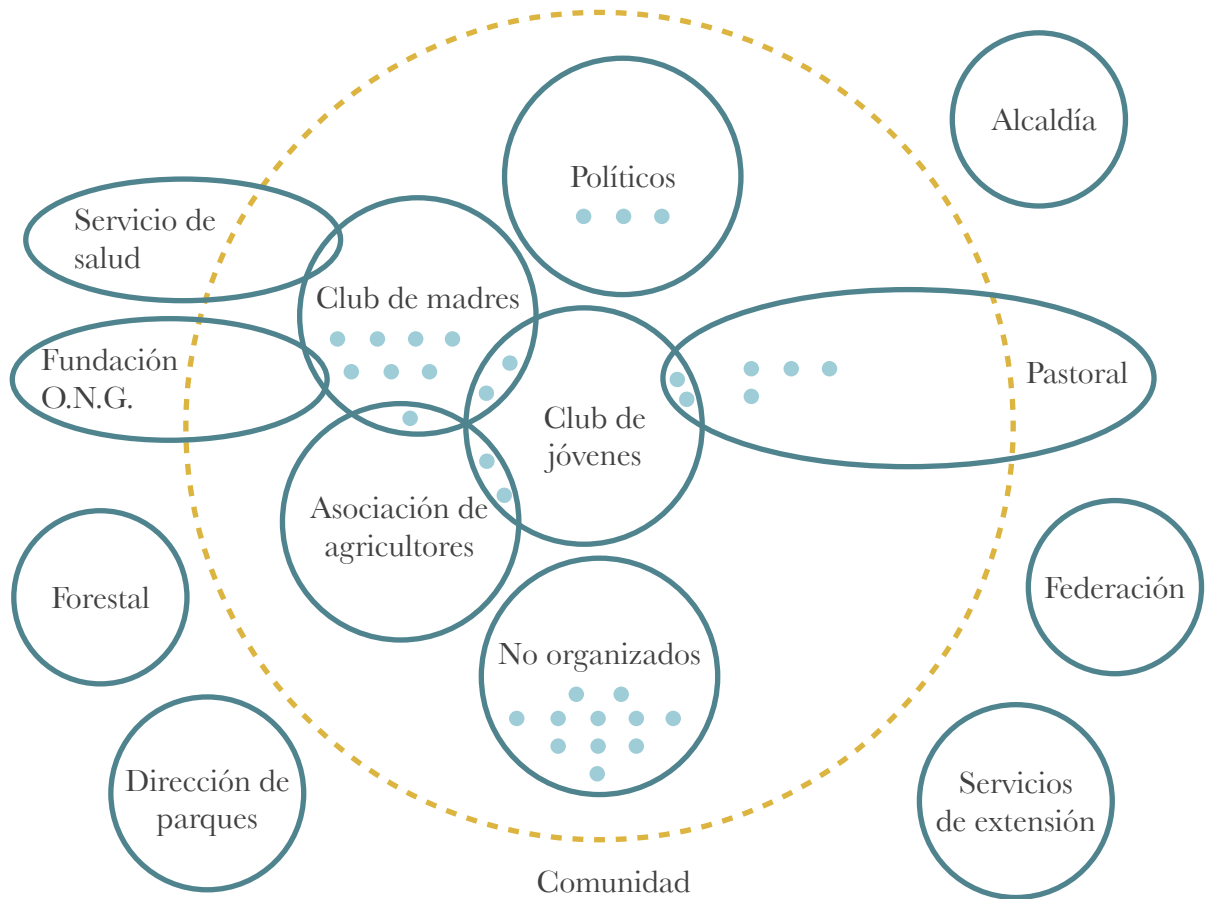 Alcaldía
Políticos
Servicio de
salud
Club de madres
Fundación
O.N.G.
Pastoral
Club de
jóvenes
Asociación de
agricultores
Forestal
Federación
No organizados
Dirección de
parques
Servicios
de extensión
Comunidad